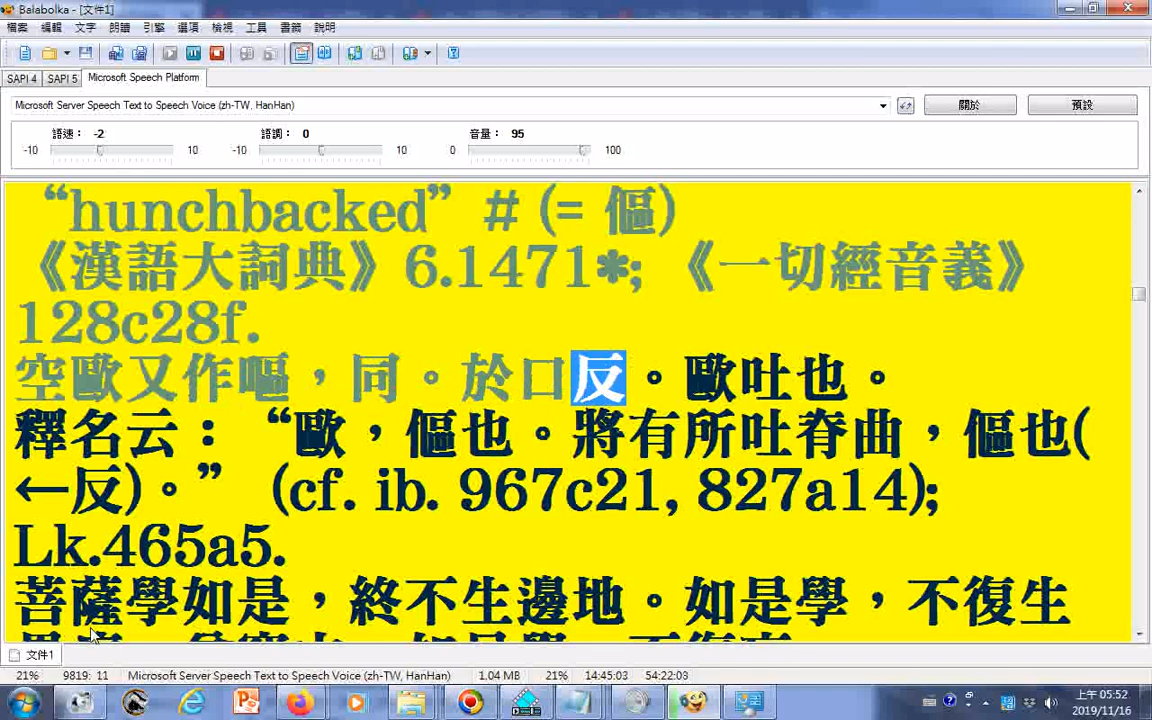 Balabolka - [文件1]
檔案 編輯 文字 朗讀 引擎 選項 檢視 工具 書籤 說明
SAPI 4 SAPI 5 Microsoft Speech Platform
Microsoft Server Speech Text to Speech Voice (zh-TW, HanHan) 關於 預設
語速： -2 語調： 0 音量： 95
-10 10 -10 10 0 100
“hunchbacked” # (= 傴)
《漢語大詞典》6.1471*; 《一切經音義》
128c28f.
空歐又作嘔，同。於口反。歐吐也。
釋名云：“歐，傴也。將有所吐脊曲，傴也(
←反)。” (cf. ib. 967c21, 827a14);
Lk.465a5.
菩薩學如是，終不生邊地。如是學，不復生
文件1
21% 9819: 11 Microsoft Server Speech Text to Speech Voice (zh-TW, HanHan) 1.04 MB 21% 14:45:03 54:22:03
上午 05:52
2019/11/16